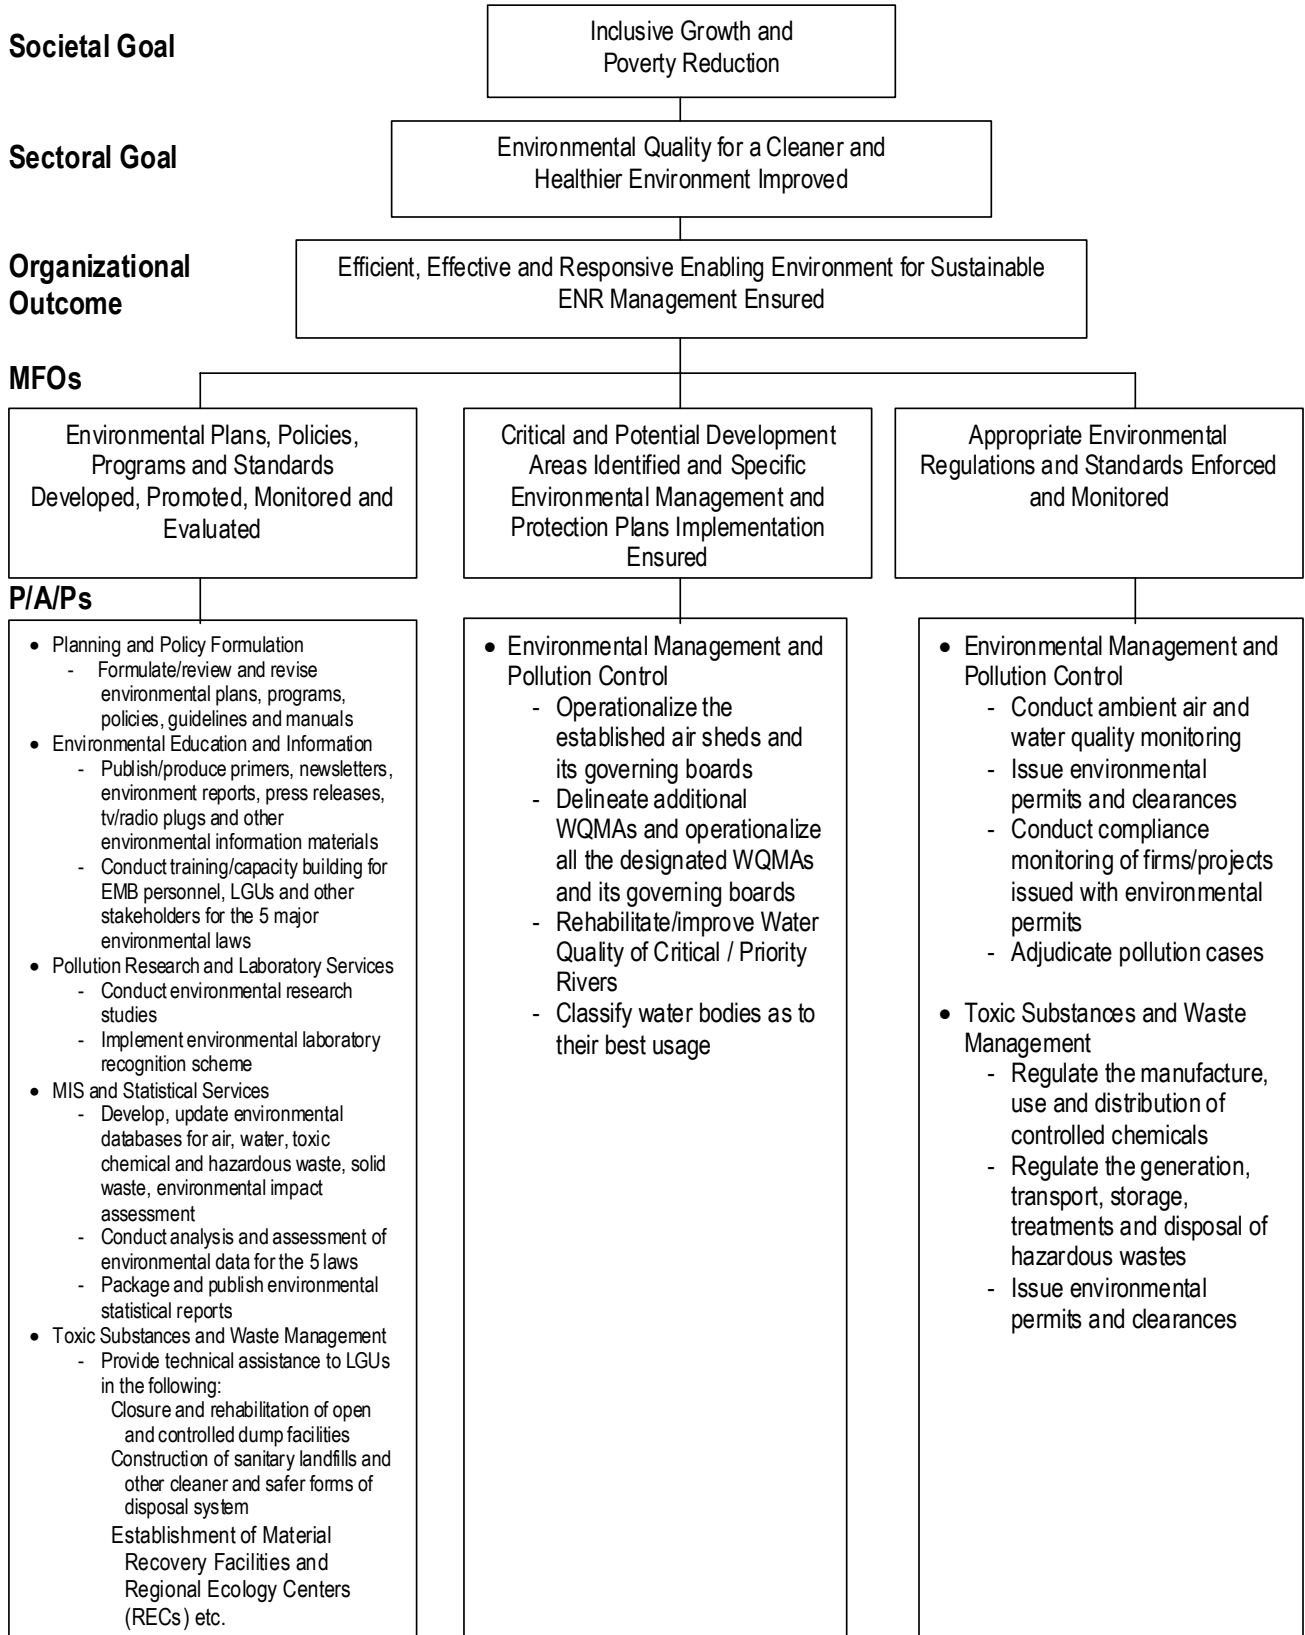 Societal Goal
Inclusive Growth and
Poverty Reduction
Sectoral Goal
Environmental Quality for a Cleaner and
Healthier Environment Improved
Organizational
Outcome
Efficient, Effective and Responsive Enabling Environment for Sustainable
ENR Management Ensured
MFOs
Environmental Plans, Policies,
Programs and Standards
Developed, Promoted, Monitored and
Evaluated
Critical and Potential Development
Areas Identified and Specific
Environmental Management and
Protection Plans Implementation
Ensured
Appropriate Environmental
Regulations and Standards Enforced
and Monitored
P/A/Ps
• Planning and Policy Formulation
- Formulate/review and revise
environmental plans, programs,
policies, guidelines and manuals
• Environmental Education and Information
- Publish/produce primers, newsletters,
environment reports, press releases,
tv/radio plugs and other
environmental information materials
- Conduct training/capacity building for
EMB personnel, LGUs and other
stakeholders for the 5 major
environmental laws
• Pollution Research and Laboratory Services
- Conduct environmental research
studies
- Implement environmental laboratory
recognition scheme
• MIS and Statistical Services
- Develop, update environmental
databases for air, water, toxic
chemical and hazardous waste, solid
waste, environmental impact
assessment
- Conduct analysis and assessment of
environmental data for the 5 laws
- Package and publish environmental
statistical reports
• Toxic Substances and Waste Management
- Provide technical assistance to LGUs
in the following:
Closure and rehabilitation of open
and controlled dump facilities
Construction of sanitary landfills and
other cleaner and safer forms of
disposal system
Establishment of Material
Recovery Facilities and
Regional Ecology Centers
(RECs) etc.
• Environmental Management and
Pollution Control
- Operationalize the
established air sheds and
its governing boards
- Delineate additional
WQMAs and operationalize
all the designated WQMAs
and its governing boards
- Rehabilitate/improve Water
Quality of Critical / Priority
Rivers
- Classify water bodies as to
their best usage
• Environmental Management and
Pollution Control
- Conduct ambient air and
water quality monitoring
- Issue environmental
permits and clearances
- Conduct compliance
monitoring of firms/projects
issued with environmental
permits
- Adjudicate pollution cases
• Toxic Substances and Waste
Management
- Regulate the manufacture,
use and distribution of
controlled chemicals
- Regulate the generation,
transport, storage,
treatments and disposal of
hazardous wastes
- Issue environmental
permits and clearances